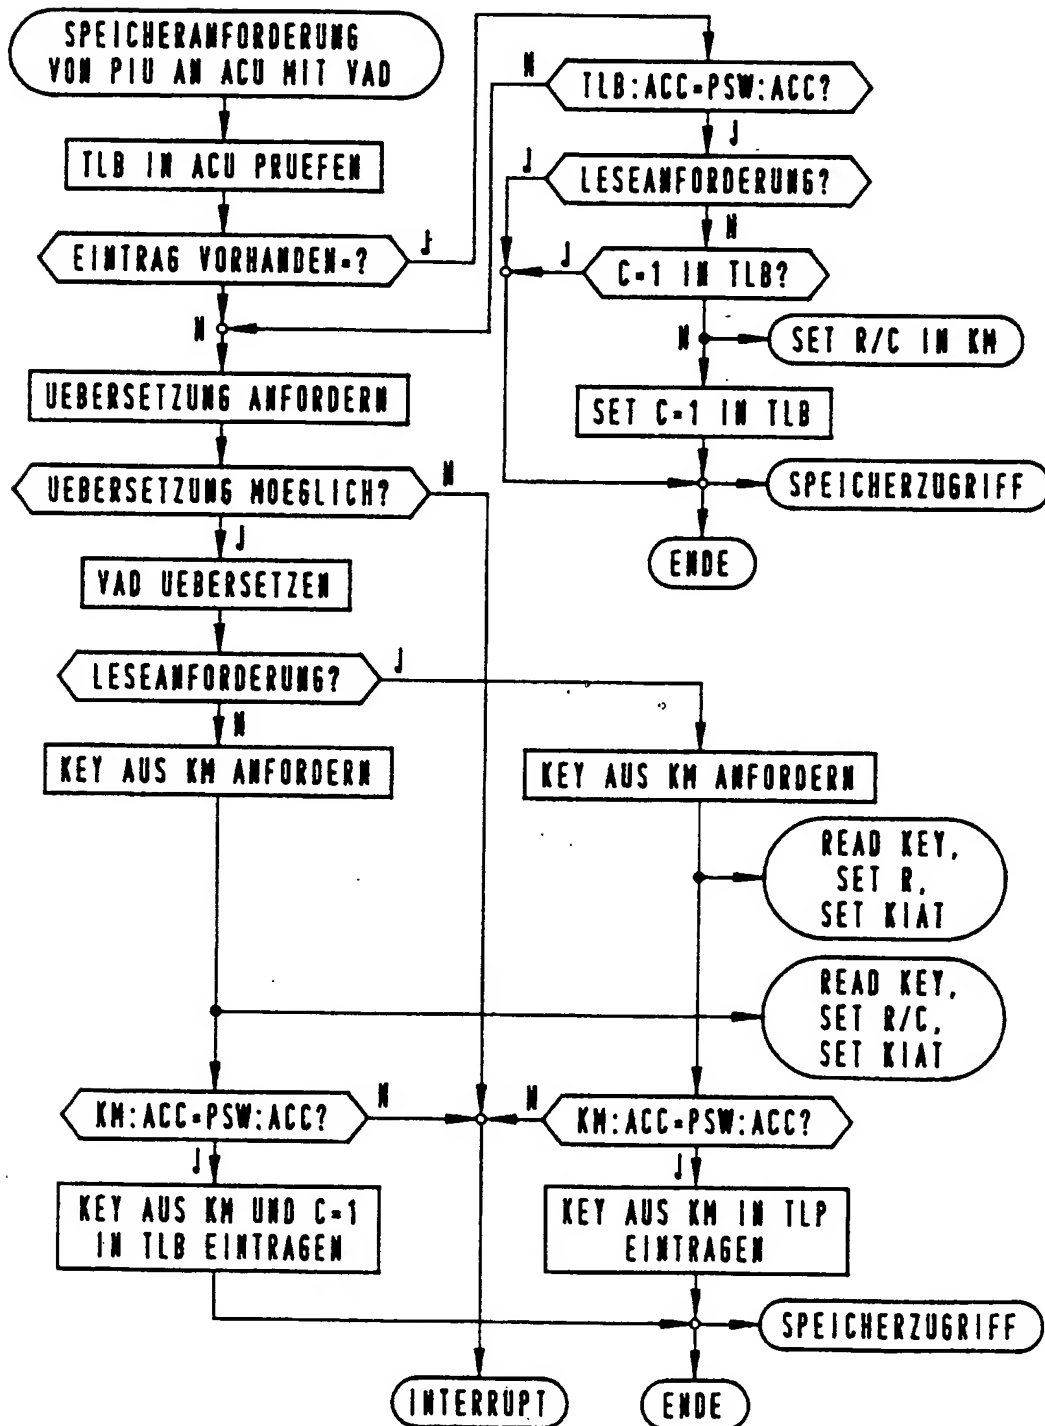 SPEICHERANFORDERUNG
VON PIU AN ACU MIT VAD
TLB IN ACU PRUEFEN
EINTRAG VORHANDEN=?
J
N
UEBERSETZUNG ANFORDERN
UEBERSETZUNG MOEGLICH?
N
J
VAD UEBERSETZEN
LESEANFORDERUNG?
J
N
KEY AUS KM ANFORDERN
KM:ACC=PSW:ACC?
N
J
KEY AUS KM UND C=1
IN TLB EINTRAGEN
INTERRUPT
N
TLB:ACC=PSW:ACC?
J
J
LESEANFORDERUNG?
N
J
C=1 IN TLB?
N
SET R/C IN KM
SET C=1 IN TLB
SPEICHERZUGRIFF
ENDE
KEY AUS KM ANFORDERN
READ KEY,
SET R,
SET KIAT
READ KEY,
SET R/C,
SET KIAT
N
KM:ACC=PSW:ACC?
J
KEY AUS KM IN TLP
EINTRAGEN
SPEICHERZUGRIFF
ENDE